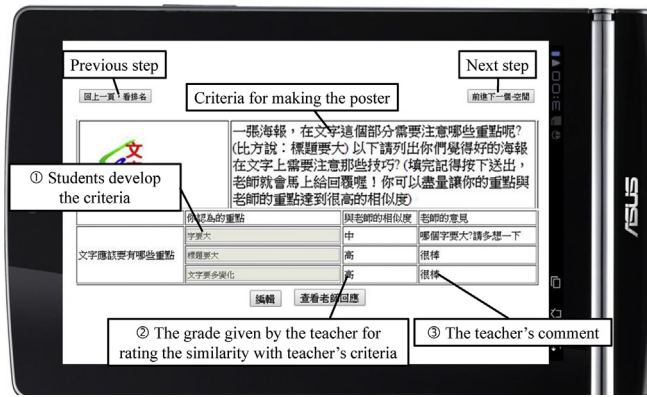 Previous step
Next step
回上一頁，看排名
前進下一個-空間
Criteria for making the poster
一張海報，在文字這個部分需要注意哪些重點呢?
(比方說：標題要大) 以下請列出你們覺得好的海報
在文字上需要注意那些技巧? (填完記得按下送出，
老師就會馬上給回覆喔！你可以盡量讓你的重點與
老師的重點達到很高的相似度)
文
① Students develop
the criteria
你認為的重點
與老師的相似度
老師的意見
文字應該要有哪些重點
字要大
中
哪個字要大?請多想一下
標題要大
高
很棒
文字要多變化
高
很棒
編輯
查看老師回應
② The grade given by the teacher for
rating the similarity with teacher's criteria
③ The teacher's comment
ASUS